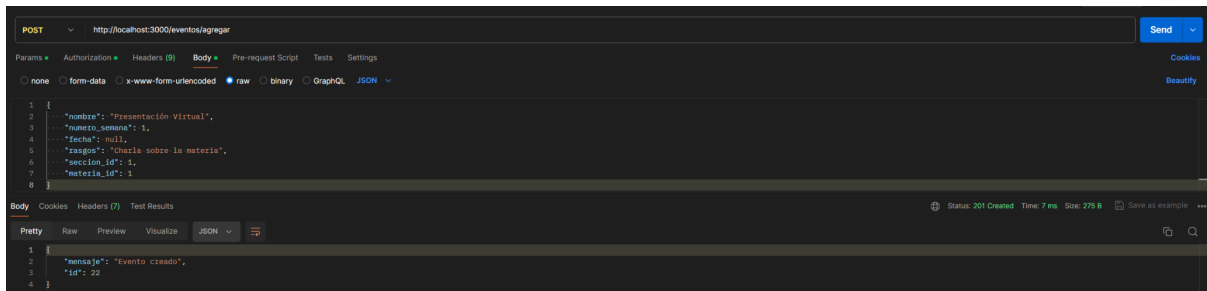 POST http://localhost:3000/eventos/agregar Send
Params Authorization Headers (9) Body Pre-request Script Tests Settings Cookies
none form-data x-www-form-urlencoded raw binary GraphQL JSON Beautify
1 {
2 "nombre": "Presentación Virtual",
3 "numero_semana": 1,
4 "fecha": null,
5 "rasgos": "Charla sobre la materia",
6 "seccion_id": 1,
7 "materia_id": 1
8 }
Body Cookies Headers (7) Test Results Status: 201 Created Time: 7 ms Size: 275 B Save as example
Pretty Raw Preview Visualize JSON
1 {
2 "mensaje": "Evento creado",
3 "id": 22
4 }